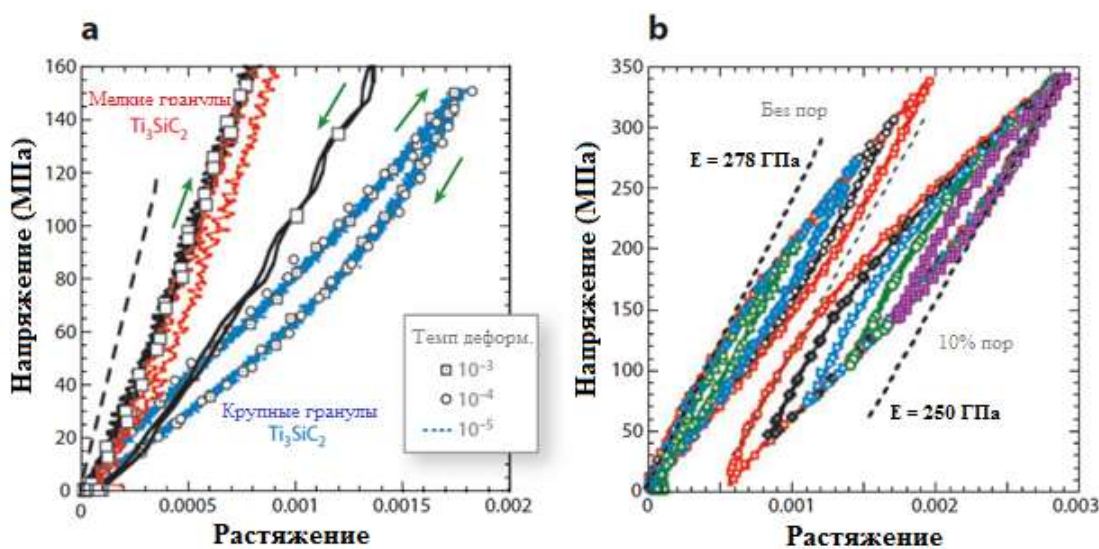 a
160
140
120
100
80
60
40
20
0
Напряжение (МПа)
Мелкие гранулы
Ti₃SiC₂
Темп деформ.
10⁻³
10⁻⁴
10⁻⁵
Крупные гранулы
Ti₃SiC₂
0
0.0005
0.001
0.0015
0.002
Растяжение
b
350
300
250
200
150
100
50
0
Напряжение (МПа)
Без пор
E = 278 ГПа
10% пор
E = 250 ГПа
0
0.001
0.002
0.003
Растяжение